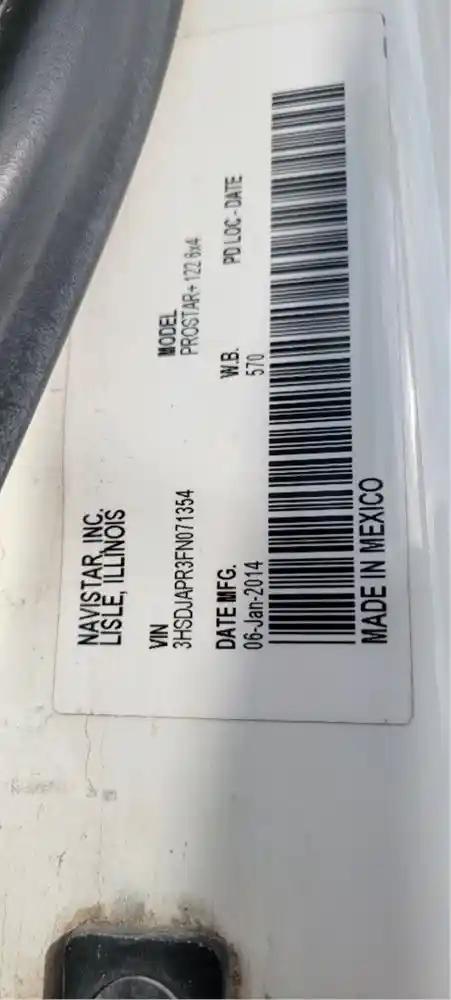 NAVISTAR, INC.
LISLE, ILLINOIS
VIN MODEL
3HSDJAPR3FN071354 PROSTAR+ 122 6x4
DATE MFG. W.B. PD LOC - DATE
06-Jan-2014 570
MADE IN MEXICO